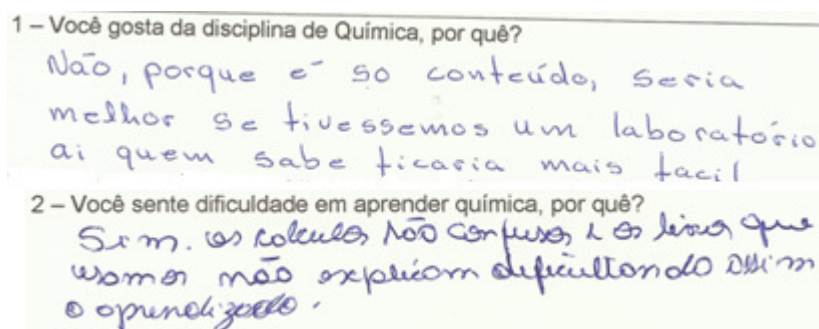 1 – Você gosta da disciplina de Química, por quê?
Não, porque é so conteúdo, seria
melhor se tivessemos um laboratório
ai quem sabe ficaria mais facil
2 – Você sente dificuldade em aprender química, por quê?
Sim. os calculos são confusos e os livros que
usamos não explicam dificultando assim
o aprendizado.